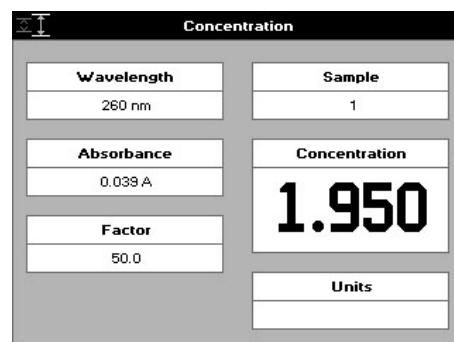 Concentration
Wavelength
260 nm
Absorbance
0.039 A
Factor
50.0
Sample
1
Concentration
1.950
Units